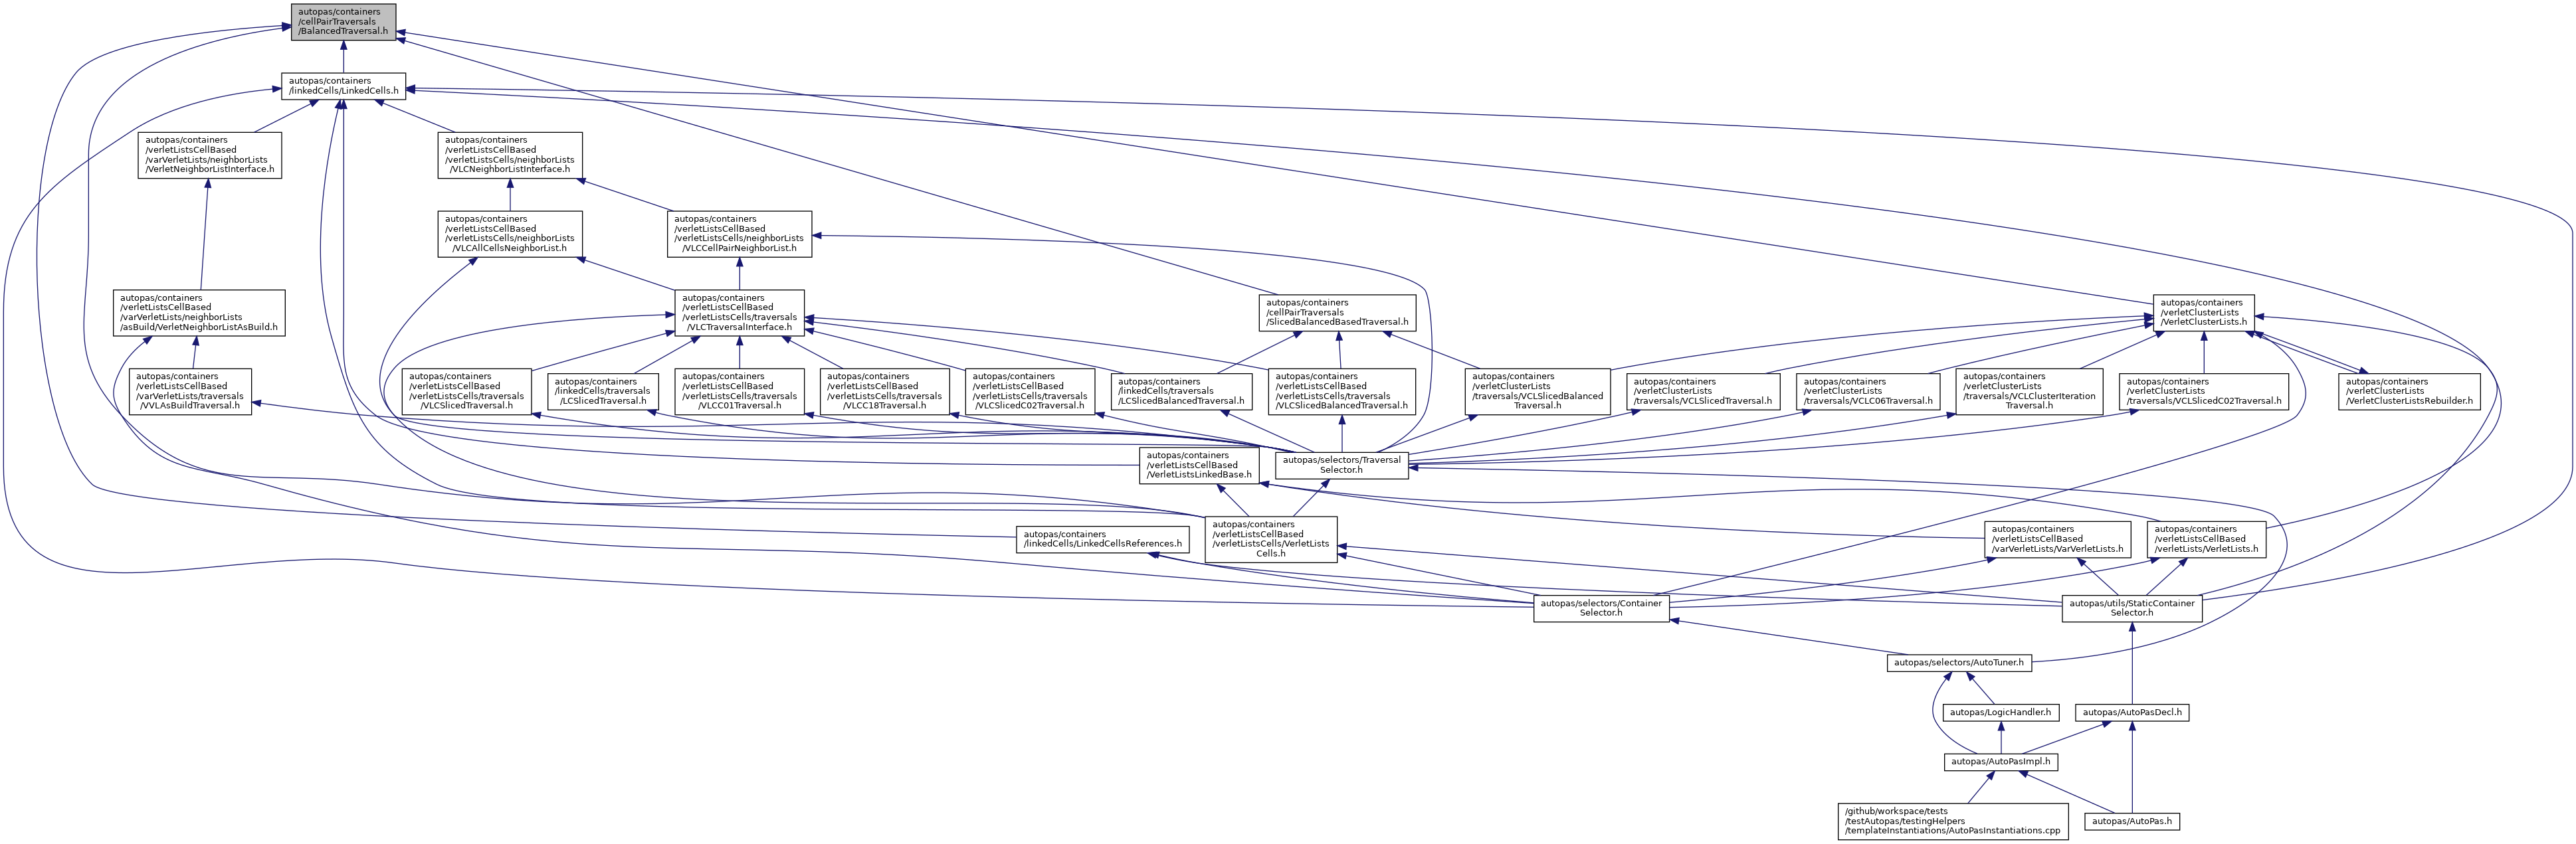 autopas/containers
/cellPairTraversals
/BalancedTraversal.h
autopas/containers
/linkedCells/LinkedCells.h
autopas/containers
/verletListsCellBased
/varVerletLists/neighborLists
/VerletNeighborListInterface.h
autopas/containers
/verletListsCellBased
/verletListsCells/neighborLists
/VLCNeighborListInterface.h
autopas/containers
/verletListsCellBased
/verletListsCells/neighborLists
/VLCAllCellsNeighborList.h
autopas/containers
/verletListsCellBased
/verletListsCells/neighborLists
/VLCCellPairNeighborList.h
autopas/containers
/verletListsCellBased
/varVerletLists/neighborLists
/asBuild/VerletNeighborListAsBuild.h
autopas/containers
/verletListsCellBased
/verletListsCells/traversals
/VLCTraversalInterface.h
autopas/containers
/cellPairTraversals
/SlicedBalancedBasedTraversal.h
autopas/containers
/verletClusterLists
/VerletClusterLists.h
autopas/containers
/verletListsCellBased
/varVerletLists/traversals
/VVLAsBuildTraversal.h
autopas/containers
/verletListsCellBased
/verletListsCells/traversals
/VLCSlicedTraversal.h
autopas/containers
/linkedCells/traversals
/LCSlicedTraversal.h
autopas/containers
/verletListsCellBased
/verletListsCells/traversals
/VLCC01Traversal.h
autopas/containers
/verletListsCellBased
/verletListsCells/traversals
/VLCC18Traversal.h
autopas/containers
/verletListsCellBased
/verletListsCells/traversals
/VLCSlicedC02Traversal.h
autopas/containers
/linkedCells/traversals
/LCSlicedBalancedTraversal.h
autopas/containers
/verletListsCellBased
/verletListsCells/traversals
/VLCSlicedBalancedTraversal.h
autopas/containers
/verletClusterLists
/traversals/VCLSlicedBalanced
Traversal.h
autopas/containers
/verletClusterLists
/traversals/VCLSlicedTraversal.h
autopas/containers
/verletClusterLists
/traversals/VCLC06Traversal.h
autopas/containers
/verletClusterLists
/traversals/VCLClusterIteration
Traversal.h
autopas/containers
/verletClusterLists
/traversals/VCLSlicedC02Traversal.h
autopas/containers
/verletClusterLists
/VerletClusterListsRebuilder.h
autopas/containers
/verletListsCellBased
/VerletListsLinkedBase.h
autopas/selectors/Traversal
Selector.h
autopas/containers
/linkedCells/LinkedCellsReferences.h
autopas/containers
/verletListsCellBased
/verletListsCells/VerletLists
Cells.h
autopas/containers
/verletListsCellBased
/varVerletLists/VarVerletLists.h
autopas/containers
/verletListsCellBased
/verletLists/VerletLists.h
autopas/selectors/Container
Selector.h
autopas/utils/StaticContainer
Selector.h
autopas/selectors/AutoTuner.h
autopas/LogicHandler.h
autopas/AutoPasDecl.h
autopas/AutoPasImpl.h
/github/workspace/tests
/testAutopas/testingHelpers
/templateInstantiations/AutoPasInstantiations.cpp
autopas/AutoPas.h